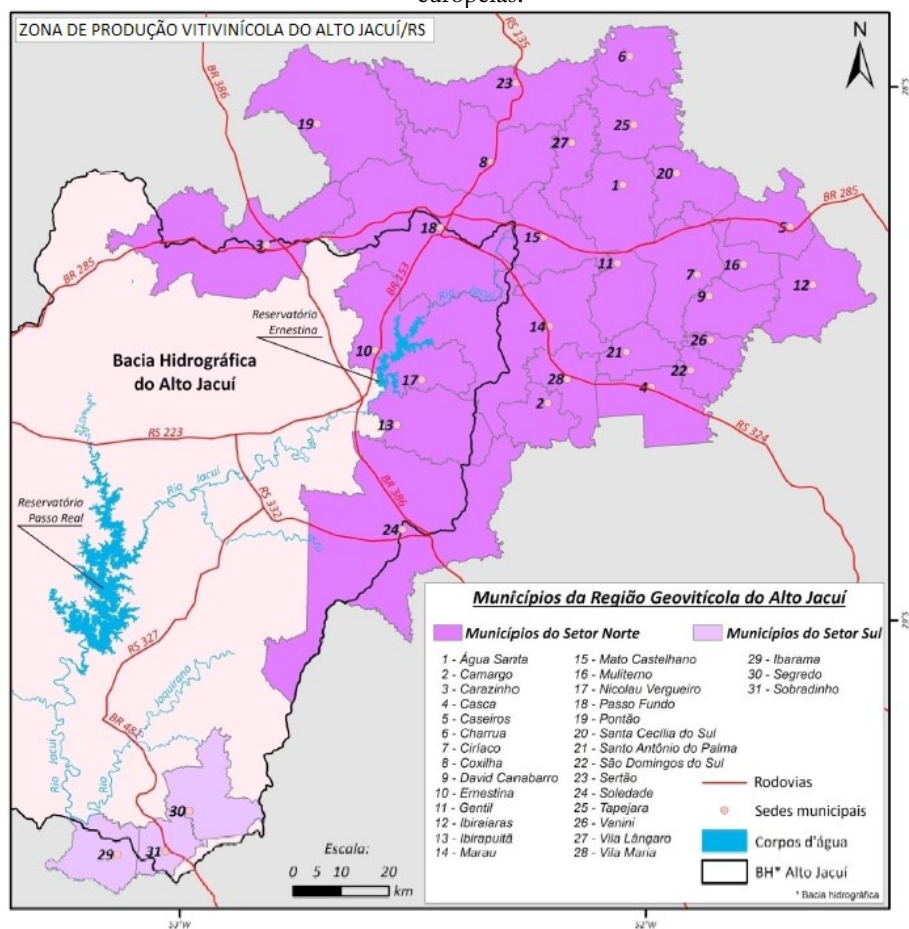 europeias.
ZONA DE PRODUÇÃO VITIVINÍCOLA DO ALTO JACUÍ/RS
RS 135
N
BR 386
6
23
28°S
19
25
27
8
20
1
BR 285
5
18
15
3
11
16
BR 285
BR 153
7
12
Rio Jacuí
9
Reservatório
Ernestina
14
26
10
Bacia Hidrográfica
do Alto Jacuí
22
17
28
4
2
13
RS 223
RS 324
Rio Jacuí
BR 386
Reservatório
Passo Real
RS 332
24
29°S
RS 327
Rio Jaquirana
BR 481
Rio Jacuí
30
29
31
Municípios da Região Geovitícola do Alto Jacuí
Municípios do Setor Norte
Municípios do Setor Sul
1 - Água Santa
2 - Camargo
3 - Carazinho
4 - Casca
5 - Caseiros
6 - Charrua
7 - Ciríaco
8 - Coxilha
9 - David Canabarro
10 - Ernestina
11 - Gentil
12 - Ibiraiaras
13 - Ibirapuitã
14 - Marau
15 - Mato Castelhano
16 - Muliterno
17 - Nicolau Vergueiro
18 - Passo Fundo
19 - Pontão
20 - Santa Cecília do Sul
21 - Santo Antônio do Palma
22 - São Domingos do Sul
23 - Sertão
24 - Soledade
25 - Tapejara
26 - Vanini
27 - Vila Lângaro
28 - Vila Maria
29 - Ibarama
30 - Segredo
31 - Sobradinho
Rodovias
Sedes municipais
Corpos d'água
BH* Alto Jacuí
* Bacia hidrográfica
Escala:
0 5 10 20
km
53°W
52°W